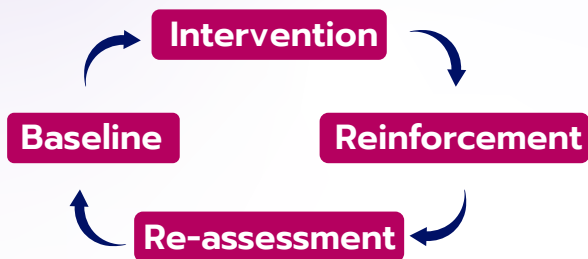 Intervention
Baseline
Reinforcement
Re-assessment